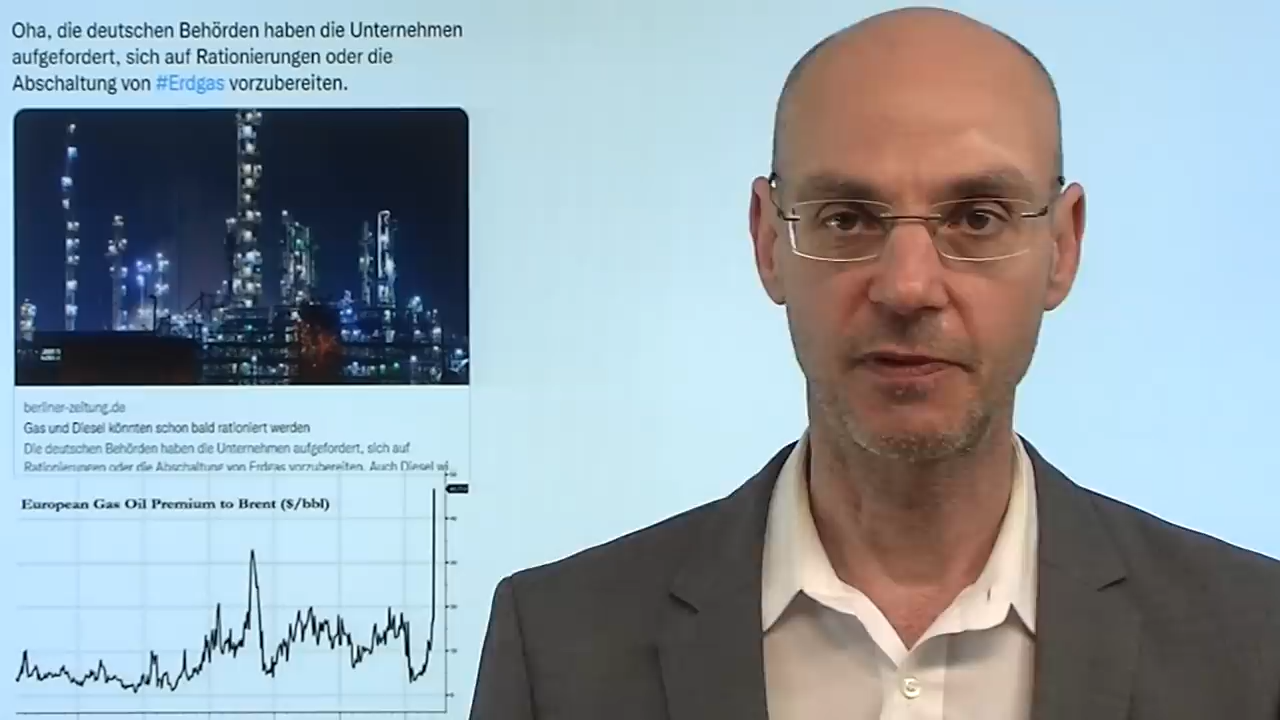 Oha, die deutschen Behörden haben die Unternehmen
aufgefordert, sich auf Rationierungen oder die
Abschaltung von #Erdgas vorzubereiten.
berliner-zeitung.de
Gas und Diesel könnten schon bald rationiert werden
Die deutschen Behörden haben die Unternehmen aufgefordert, sich auf
Rationierungen oder die Abschaltung von Erdgas vorzubereiten. Auch Diesel
European Gas Oil Premium to Brent ($/bbl)